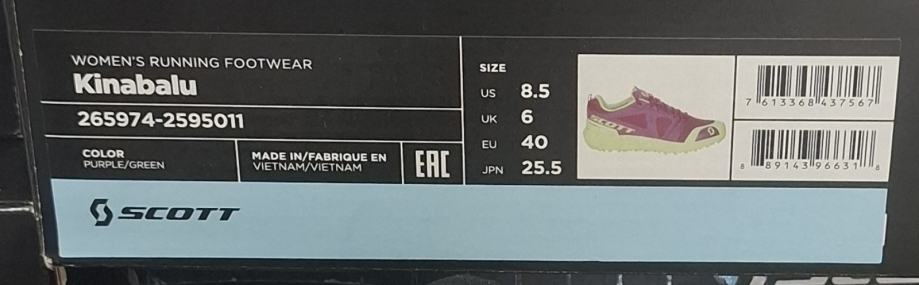 WOMEN'S RUNNING FOOTWEAR
Kinabalu
265974-2595011
COLOR
PURPLE/GREEN
MADE IN/FABRIQUE EN
VIETNAM/VIETNAM
EAC
SIZE
US 8.5
UK 6
EU 40
JPN 25.5
SCOTT
7 613368 437567
8 89143 96631 8
SCOTT